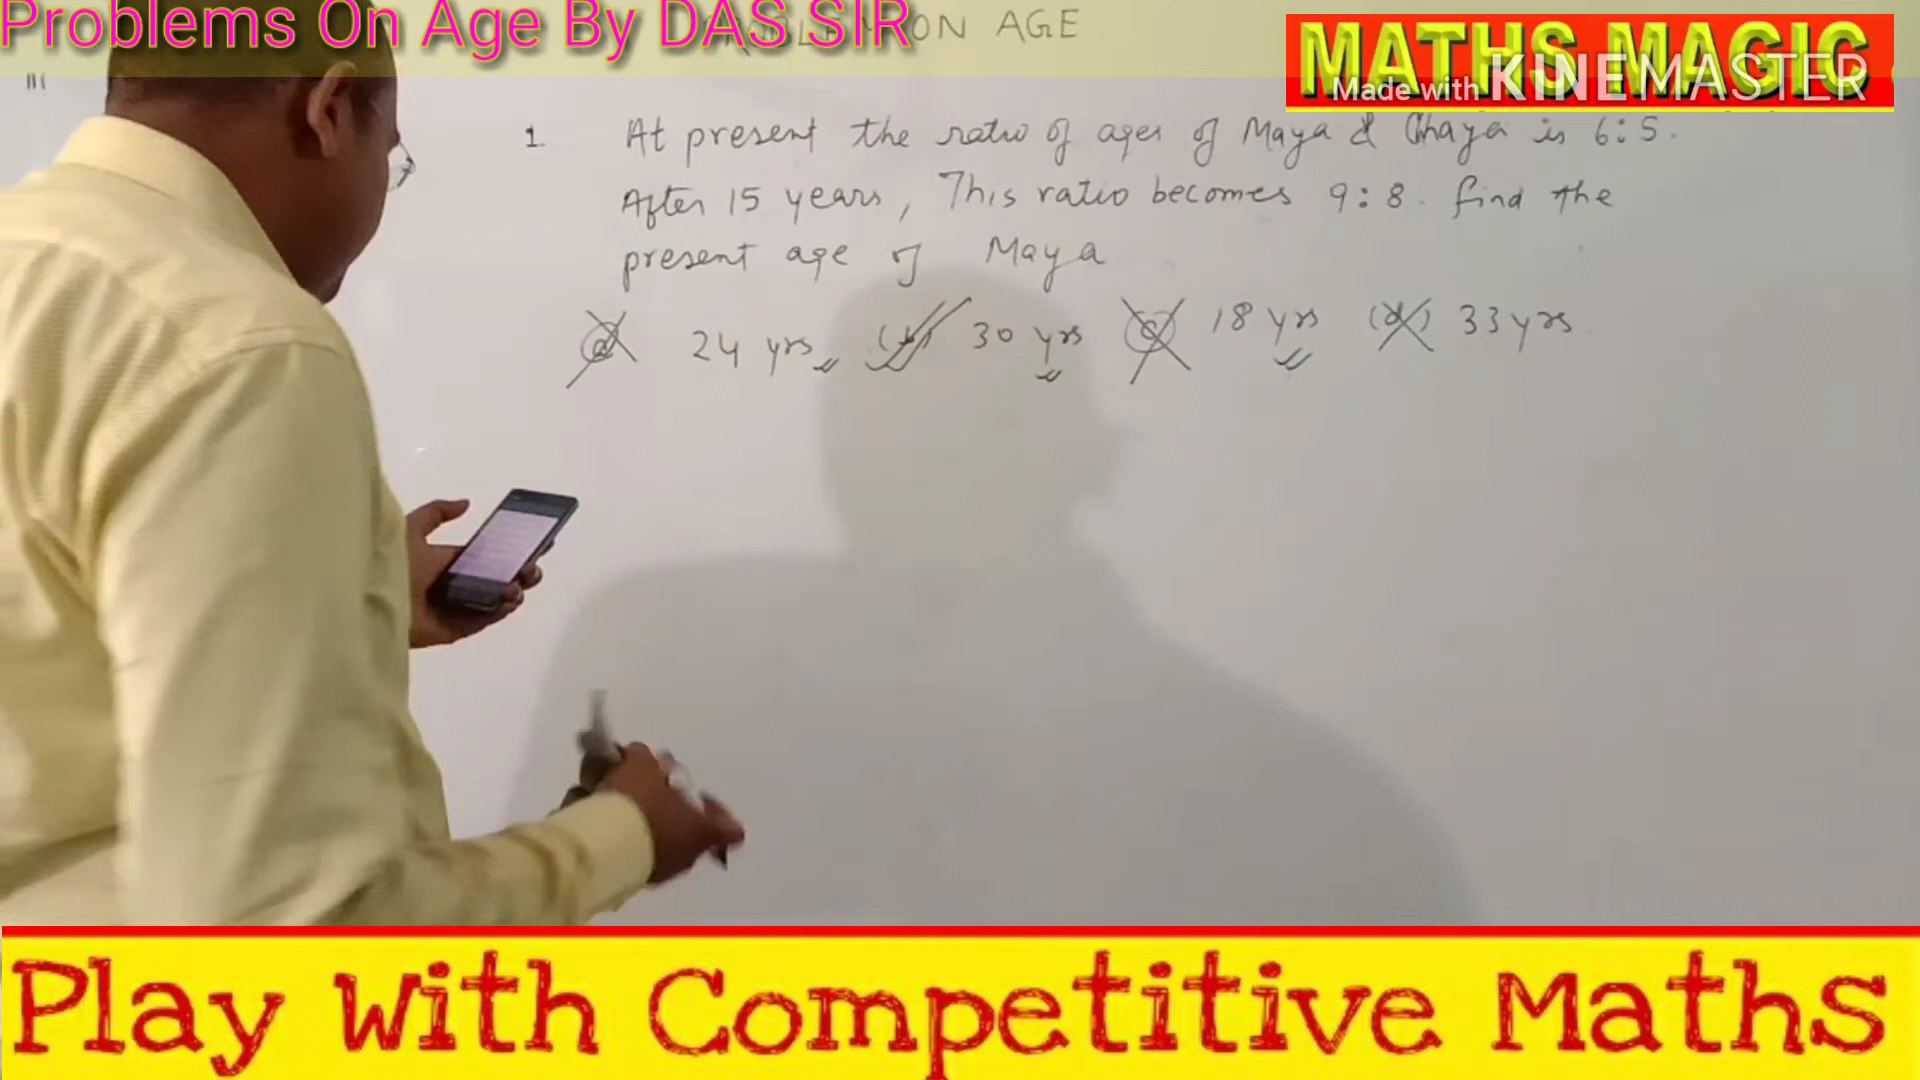 Problems On Age By DAS SIR
ON AGE
MATHS MAGIC
Made with KINEMASTER
1. At present the ratio of ages of Maya & Chaya is 6:5.
After 15 years, This ratio becomes 9:8. find the
present age of Maya
(a) 24 yrs (b) 30 yrs (c) 18 yrs (d) 33 yrs
Play With Competitive Maths